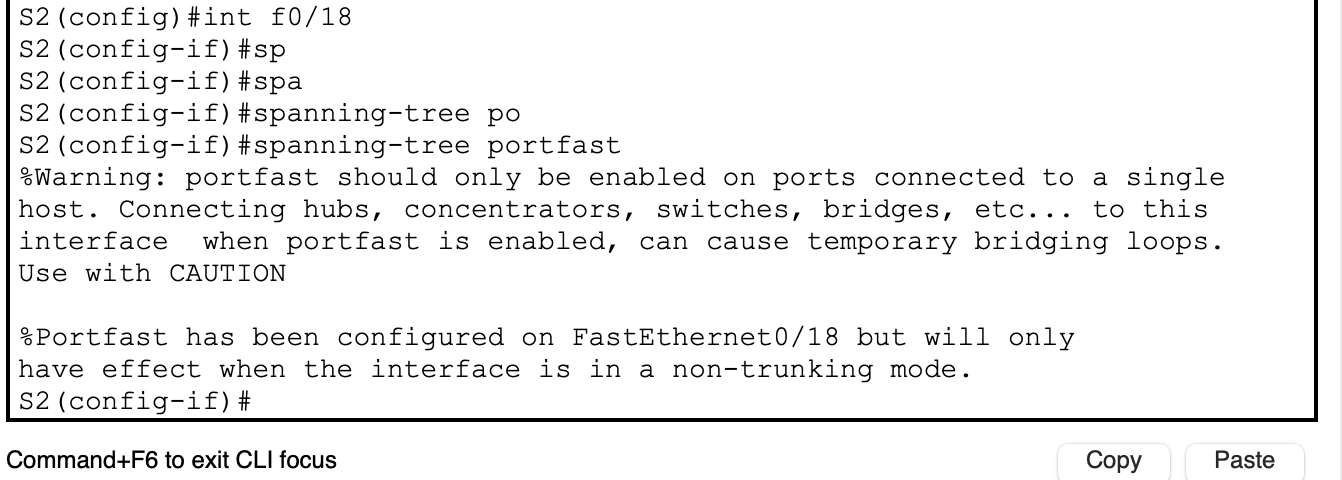 S2(config)#int f0/18
S2(config-if)#sp
S2(config-if)#spa
S2(config-if)#spanning-tree po
S2(config-if)#spanning-tree portfast
%Warning: portfast should only be enabled on ports connected to a single
host. Connecting hubs, concentrators, switches, bridges, etc... to this
interface  when portfast is enabled, can cause temporary bridging loops.
Use with CAUTION

%Portfast has been configured on FastEthernet0/18 but will only
have effect when the interface is in a non-trunking mode.
S2(config-if)#
Command+F6 to exit CLI focus
Copy
Paste